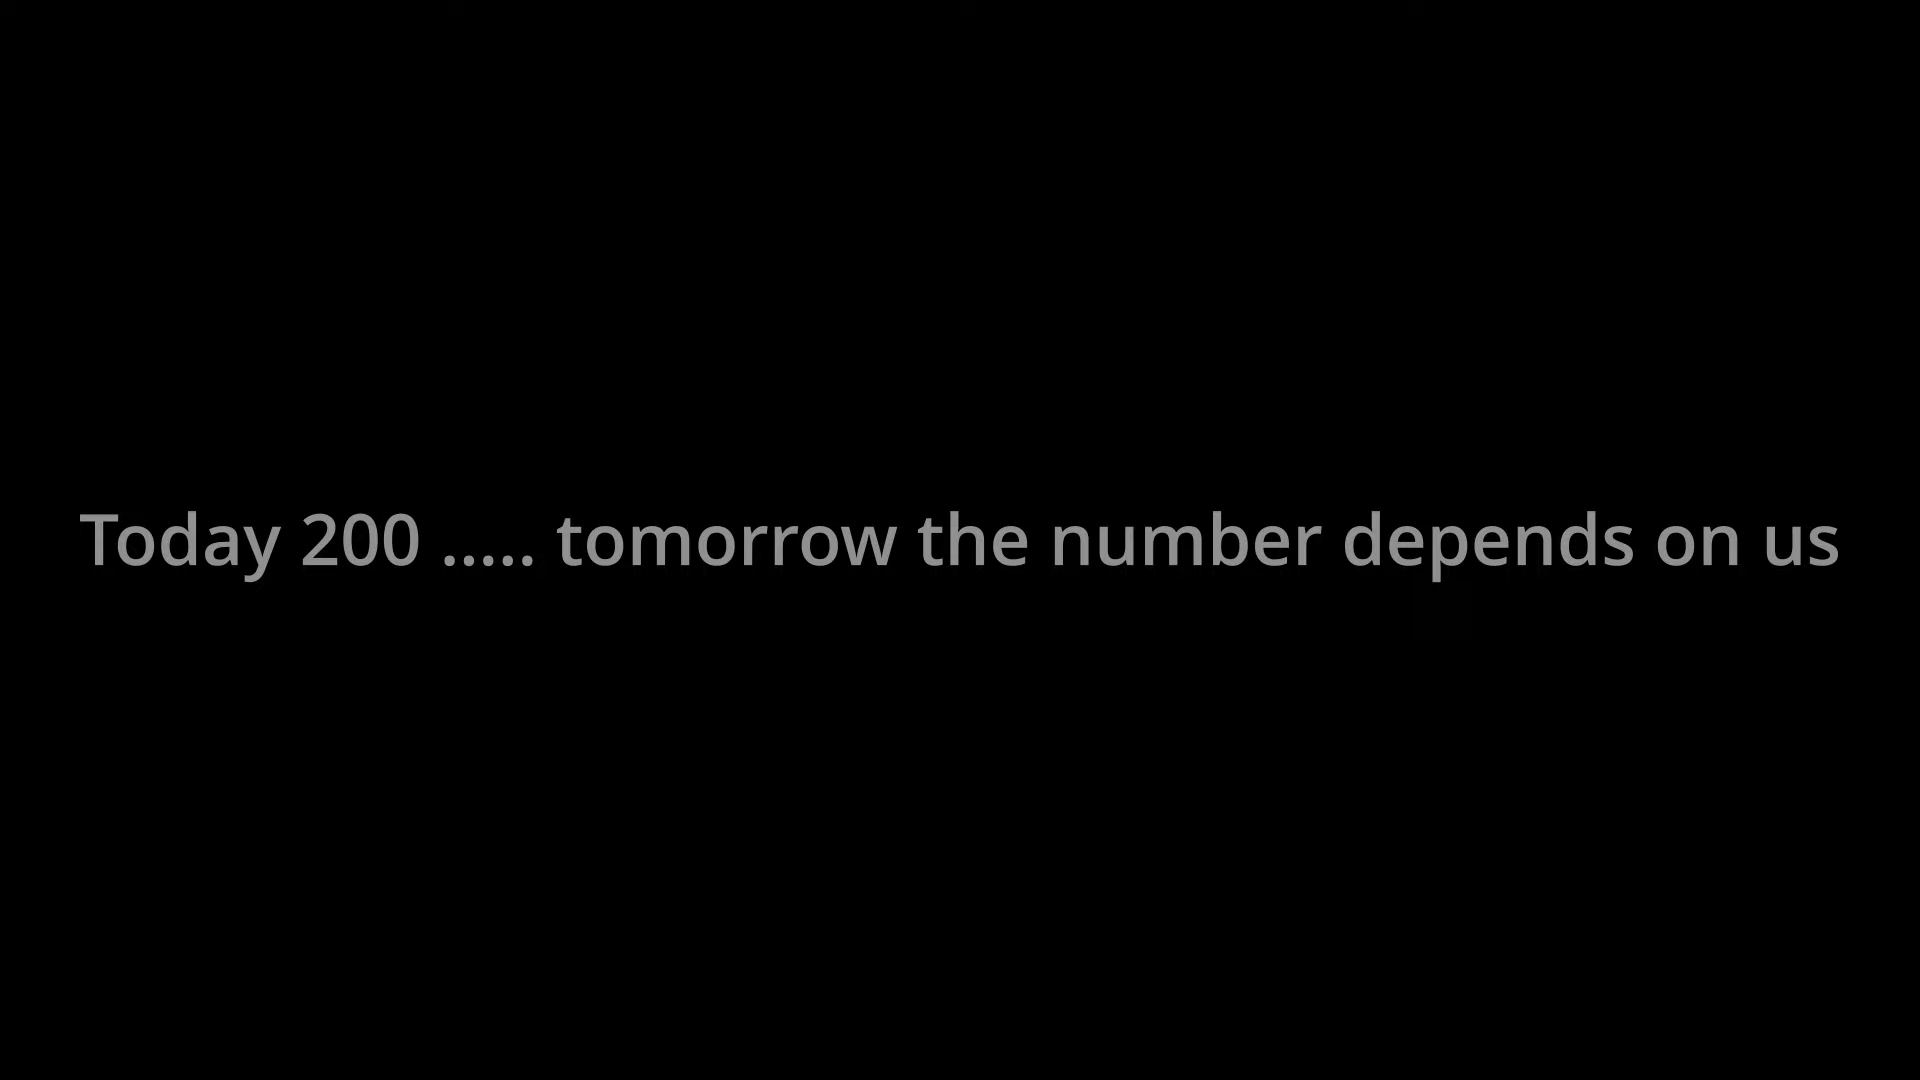 Today 200 ..... tomorrow the number depends on us